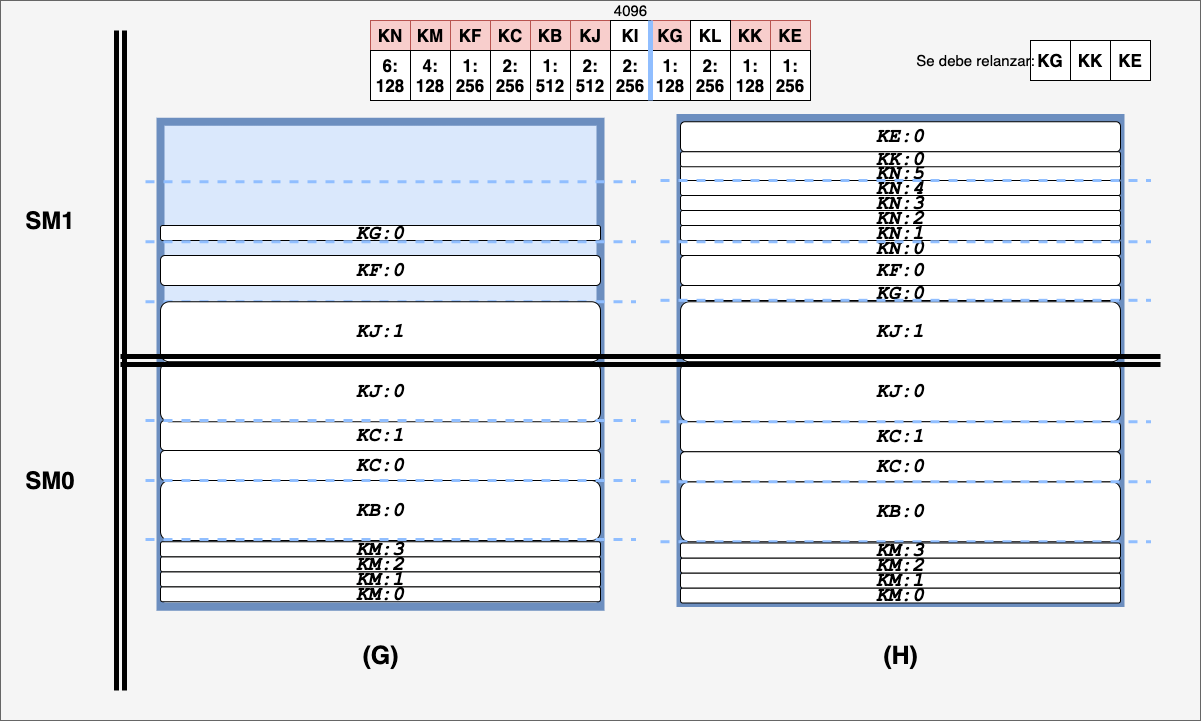 4096
KN KM KF KC KB KJ KI KG KL KK KE
6: 4: 1: 2: 1: 2: 2: 1: 2: 1: 1:
128 128 256 256 512 512 256 128 256 128 256
Se debe relanzar: KG KK KE
SM1
KG:0
KF:0
KJ:1
KE:0
KK:0
KN:5
KN:4
KN:3
KN:2
KN:1
KN:0
KF:0
KG:0
KJ:1
SM0
KJ:0
KC:1
KC:0
KB:0
KM:3
KM:2
KM:1
KM:0
KJ:0
KC:1
KC:0
KB:0
KM:3
KM:2
KM:1
KM:0
(G)
(H)